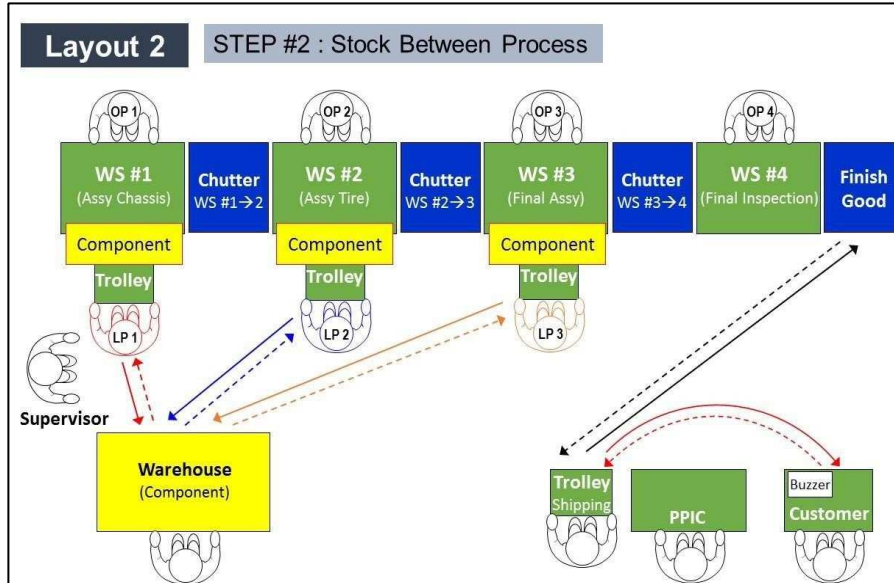 Layout 2
STEP #2 : Stock Between Process
OP 1
OP 2
OP 3
OP 4
WS #1
(Assy Chassis)
Chutter
WS #1→2
WS #2
(Assy Tire)
Chutter
WS #2→3
WS #3
(Final Assy)
Chutter
WS #3→4
WS #4
(Final Inspection)
Finish
Good
Component
Component
Component
Trolley
Trolley
Trolley
LP 1
LP 2
LP 3
Supervisor
Warehouse
(Component)
Trolley
Shipping
PPIC
Buzzer
Customer